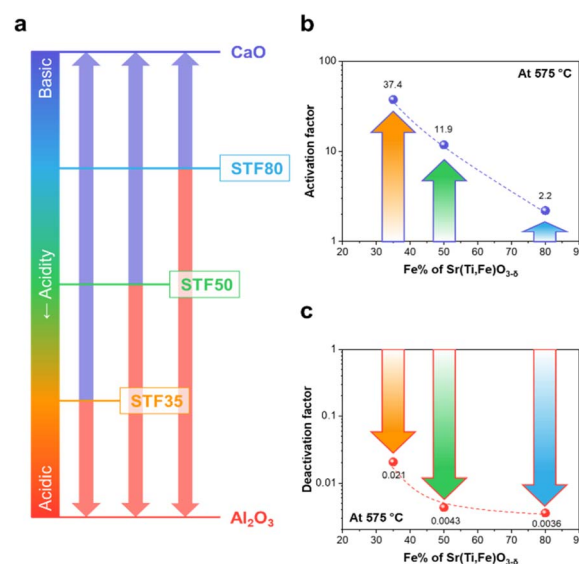 a
CaO
Basic
STF80
← Acidity
STF50
STF35
Acidic
Al₂O₃
b
At 575 °C
100
10
1
Activation factor
37.4
11.9
2.2
20 30 40 50 60 70 80 90
Fe% of Sr(Ti,Fe)O₃₋δ
c
1
0.1
0.01
Deactivation factor
0.021
0.0043
0.0036
At 575 °C
20 30 40 50 60 70 80 90
Fe% of Sr(Ti,Fe)O₃₋δ